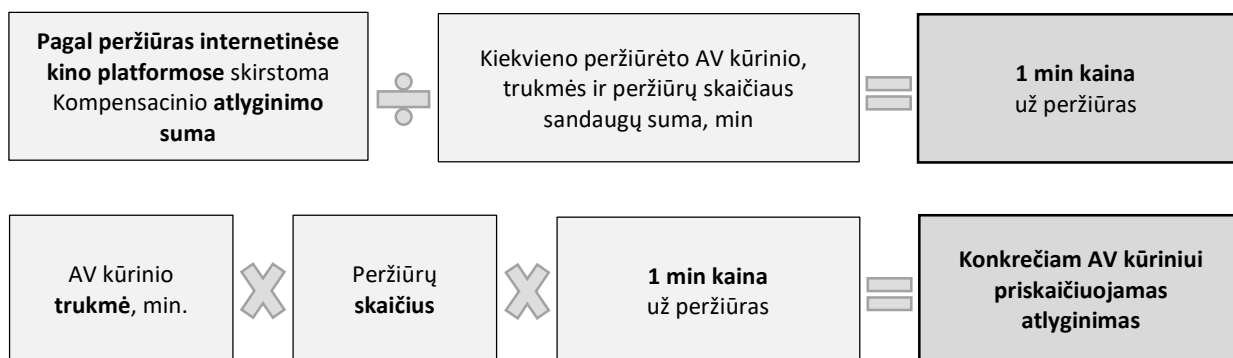 Pagal peržiūras internetinėse
kino platformose skirstoma
Kompensacinio atlyginimo
suma
Kiekvieno peržiūrėto AV kūrinio,
trukmės ir peržiūrų skaičiaus
sandaugų suma, min
1 min kaina
už peržiūras
AV kūrinio
trukmė, min.
Peržiūrų
skaičius
1 min kaina
už peržiūras
Konkrečiam AV kūriniui
priskaičiuojamas
atlyginimas